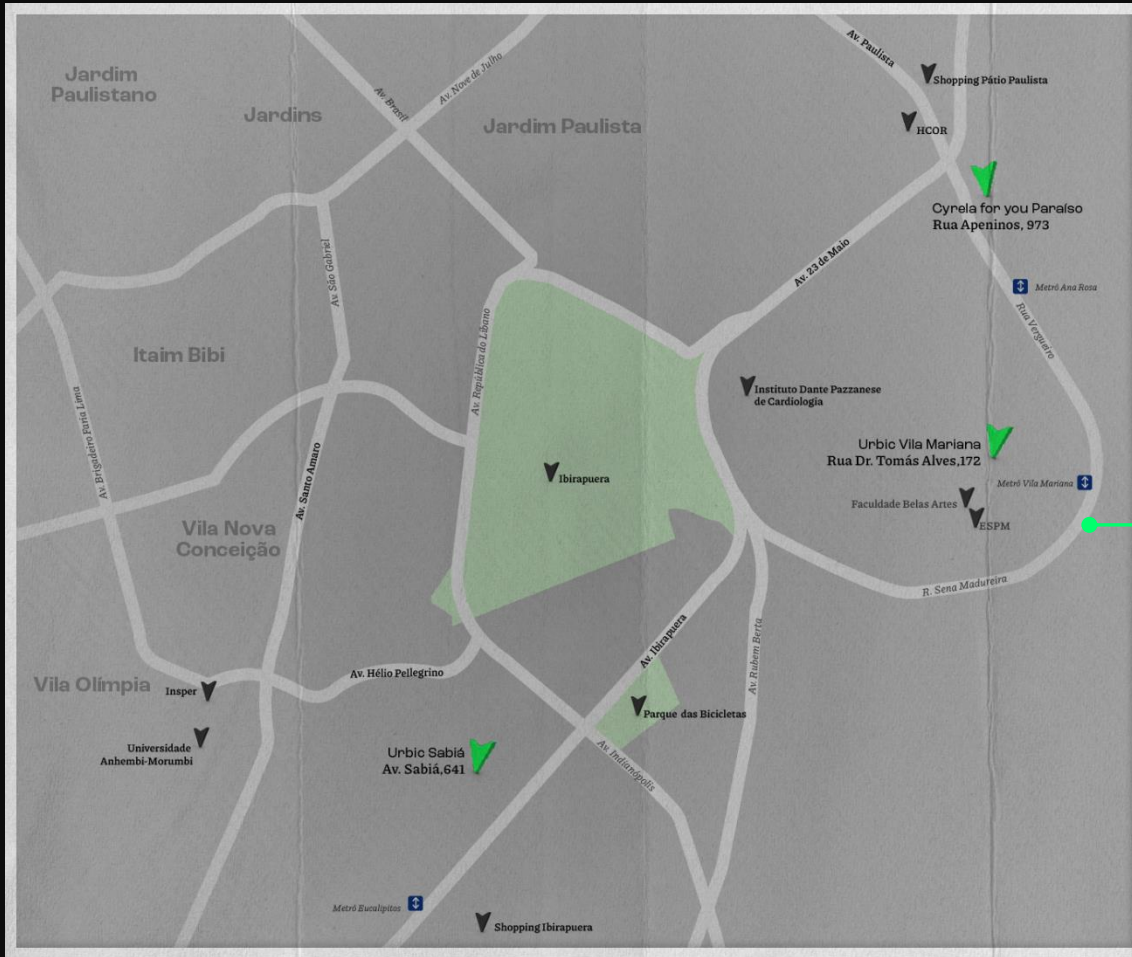 Av. Paulista
Jardim
Paulistano
Av. Nove de Julho
Shopping Pátio Paulista
Av. Brasil
Jardins
Jardim Paulista
HCOR
Cyrela for you Paraíso
Rua Apeninos, 973
Av. São Gabriel
Av. 23 de Maio
Metrô Ana Rosa
Rua Vergueiro
Itaim Bibi
Av. República do Líbano
Instituto Dante Pazzanese
de Cardiologia
Av. Brigadeiro Faria Lima
Av. Santo Amaro
Urbic Vila Mariana
Rua Dr. Tomás Alves,172
Ibirapuera
Metrô Vila Mariana
Faculdade Belas Artes
ESPM
Vila Nova
Conceição
R. Sena Madureira
Av. Ibirapuera
Av. Rubem Berta
Av. Hélio Pellegrino
Vila Olímpia
Insper
Parque das Bicicletas
Universidade
Anhembi-Morumbi
Urbic Sabiá
Av. Sabiá,641
Av. Indianópolis
Metrô Eucaliptos
Shopping Ibirapuera